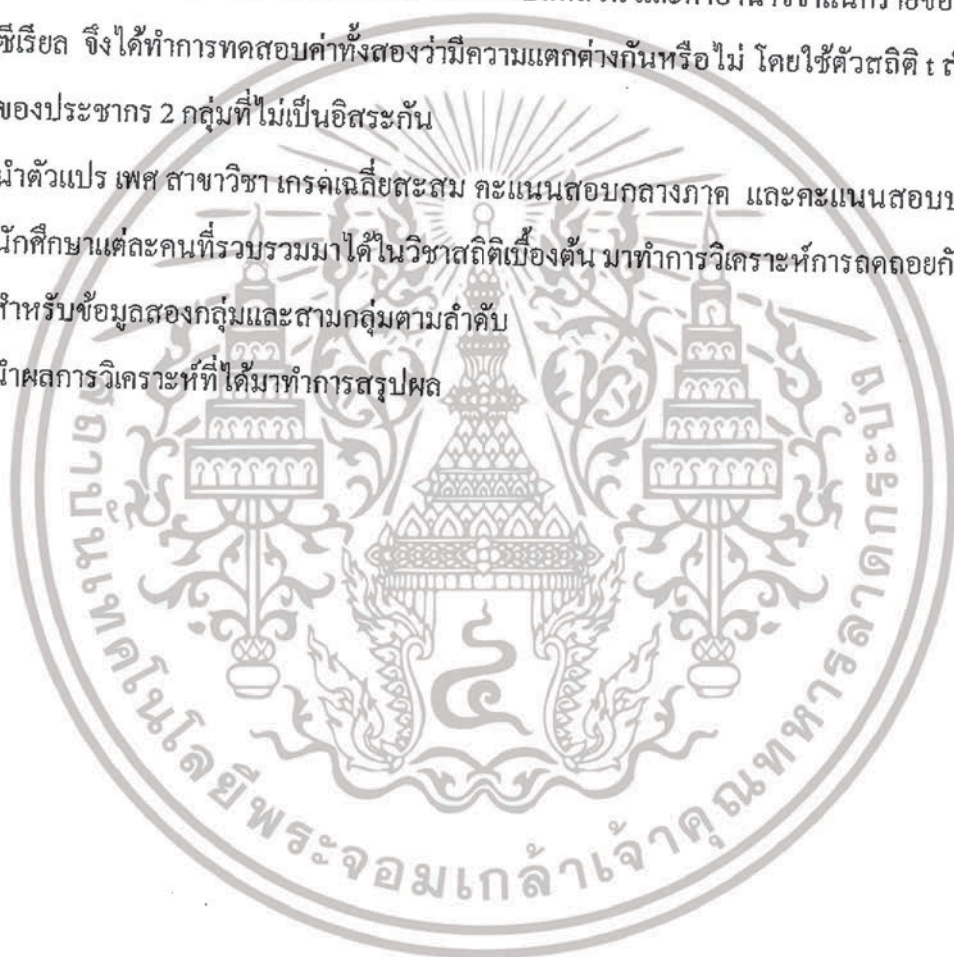 ซีเรียล จึงได้ทำการทดสอบค่าทั้งสองว่ามีความแตกต่างกันหรือไม่ โดยใช้ตัวสถิติ t
ของประชากร 2 กลุ่มที่ไม่เป็นอิสระกัน
นำตัวแปร เพศ สาขาวิชา เกรดเฉลี่ยสะสม คะแนนสอบกลางภาค และคะแนนสอบ
นักศึกษาแต่ละคนที่รวบรวมมาได้ในวิชาสถิติเบื้องต้น มาทำการวิเคราะห์การถดถอย
สำหรับข้อมูลสองกลุ่มและสามกลุ่มตามลำดับ
นำผลการวิเคราะห์ที่ได้มาทำการสรุปผล
สถาบันเทคโนโลยีพระจอมเกล้าเจ้าคุณทหารลาดกระบัง